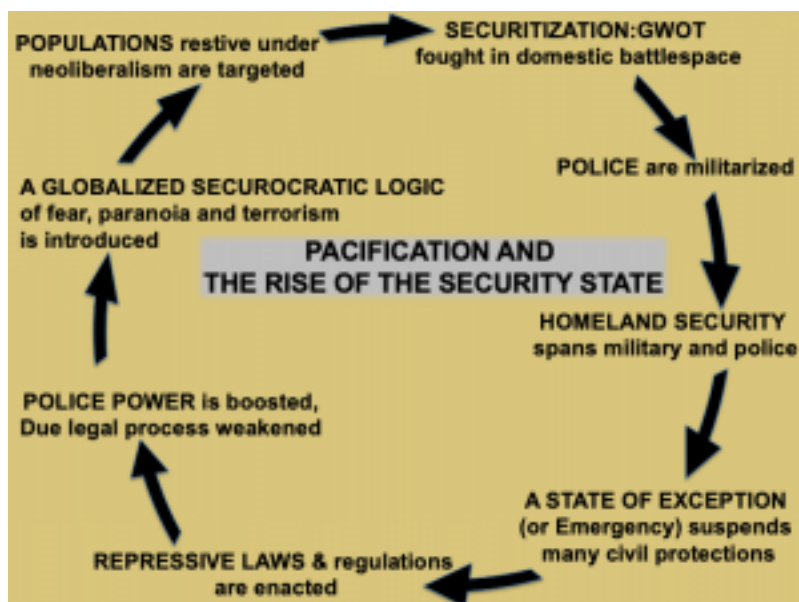 POPULATIONS restive under
neoliberalism are targeted
SECURITIZATION:GWOT
fought in domestic battlespace
POLICE are militarized
HOMELAND SECURITY
spans military and police
A STATE OF EXCEPTION
(or Emergency) suspends
many civil protections
REPRESSIVE LAWS & regulations
are enacted
POLICE POWER is boosted,
Due legal process weakened
A GLOBALIZED SECUROCRATIC LOGIC
of fear, paranoia and terrorism
is introduced
PACIFICATION AND
THE RISE OF THE SECURITY STATE